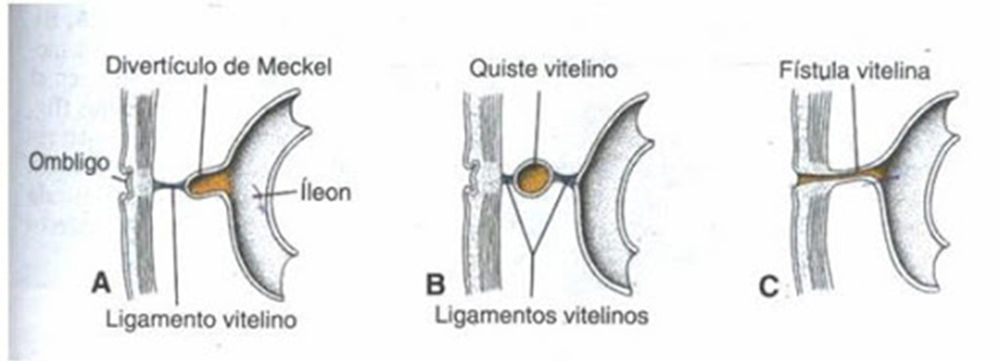 Divertículo de Meckel
Ombligo
Íleon
A
Ligamento vitelino
Quiste vitelino
B
Ligamentos vitelinos
Fístula vitelina
C